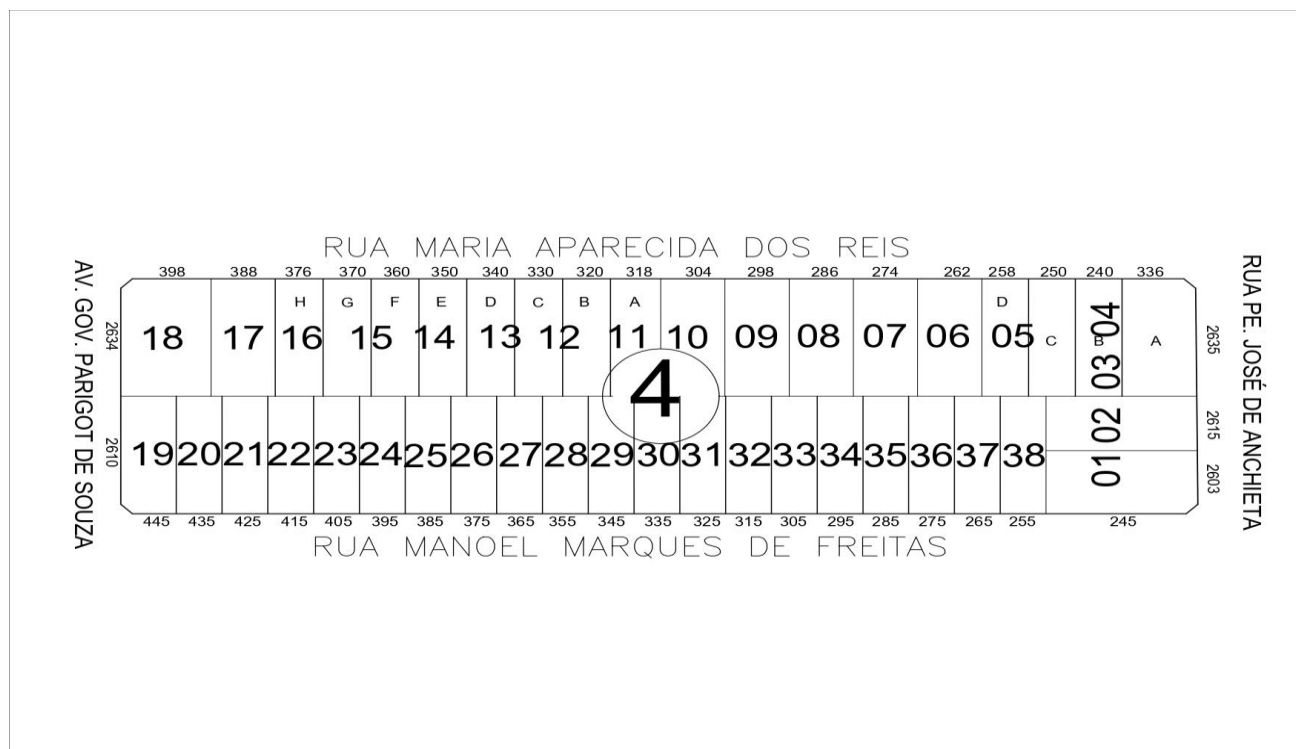 RUA MARIA APARECIDA DOS REIS
398 388 376 370 360 350 340 330 320 318 304 298 286 274 262 258 250 240 336
H G F E D C B A D
18 17 16 15 14 13 12 11 10 09 08 07 06 05 04
C B A
03
AV. GOV. PARIGOT DE SOUZA
2634
2610
RUA PE. JOSÉ DE ANCHIETA
2635
2615
2603
4
02
01
19 20 21 22 23 24 25 26 27 28 29 30 31 32 33 34 35 36 37 38
445 435 425 415 405 395 385 375 365 355 345 335 325 315 305 295 285 275 265 255 245
RUA MANOEL MARQUES DE FREITAS